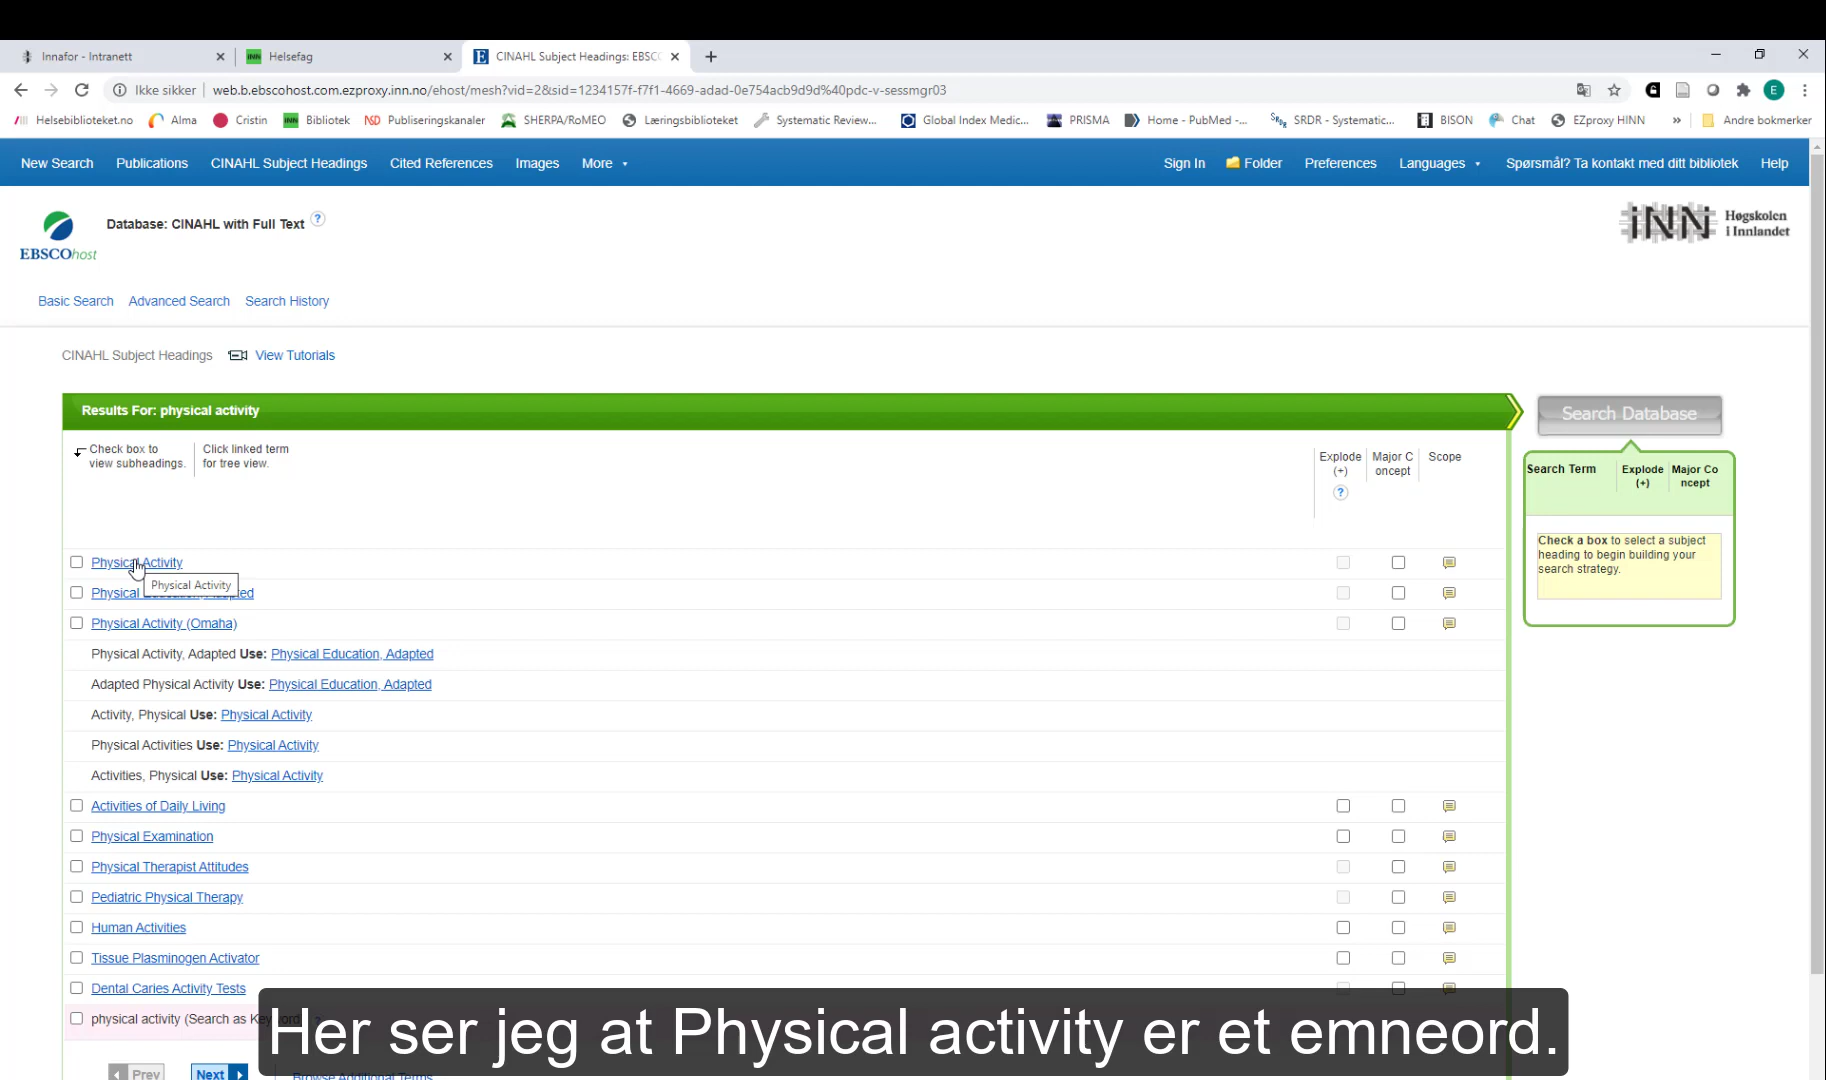 Innafor - Intranett
Helsefag
CINAHL Subject Headings: EBSC
Ikke sikker
web.b.ebscohost.com.ezproxy.inn.no/ehost/mesh?vid=2&sid=1234157f-f7f1-4669-adad-0e754acb9d9d%40pdc-v-sessmgr03
E
Helsebiblioteket.no Alma Cristin Bibliotek Publiseringskanaler SHERPA/RoMEO Læringsbiblioteket Systematic Review... Global Index Medic... PRISMA Home - PubMed -... SRDR - Systematic... BISON Chat EZproxy HINN » Andre bokmerker
New Search Publications CINAHL Subject Headings Cited References Images More Sign In Folder Preferences Languages Spørsmål? Ta kontakt med ditt bibliotek Help
EBSCOhost
Database: CINAHL with Full Text ?
iNN Høgskolen
i Innlandet
Basic Search Advanced Search Search History
CINAHL Subject Headings View Tutorials
Results For: physical activity
Search Database
Check box to
view subheadings.
Click linked term
for tree view.
Explode
(+)
?
Major C
oncept
Scope
Search Term
Explode
(+)
Major Co
ncept
Check a box to select a subject
heading to begin building your
search strategy.
Physical Activity
Physical Activity
Physical
Physical Activity (Omaha)
Physical Activity, Adapted Use: Physical Education, Adapted
Adapted Physical Activity Use: Physical Education, Adapted
Activity, Physical Use: Physical Activity
Physical Activities Use: Physical Activity
Activities, Physical Use: Physical Activity
Activities of Daily Living
Physical Examination
Physical Therapist Attitudes
Pediatric Physical Therapy
Human Activities
Tissue Plasminogen Activator
Dental Caries Activity Tests
physical activity (Search as Keyword
Her ser jeg at Physical activity er et emneord.
Prev Next Browse Additional Terms